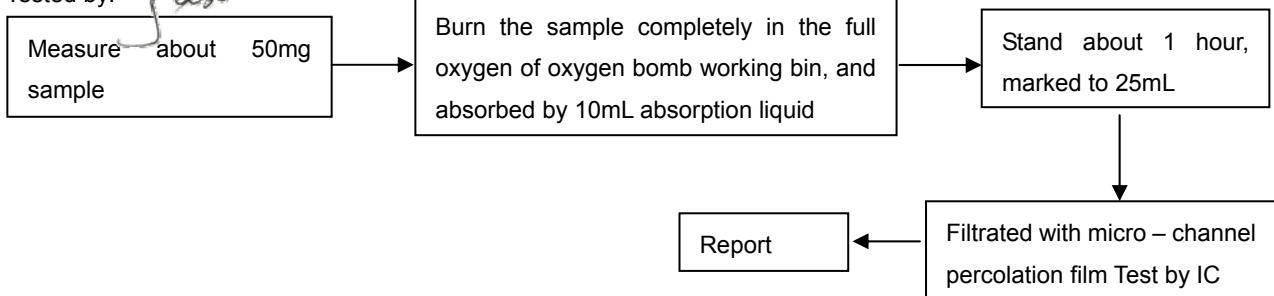 Tested by:
Measure about 50mg
sample
Burn the sample completely in the full
oxygen of oxygen bomb working bin, and
absorbed by 10mL absorption liquid
Stand about 1 hour,
marked to 25mL
Filtrated with micro – channel
percolation film Test by IC
Report